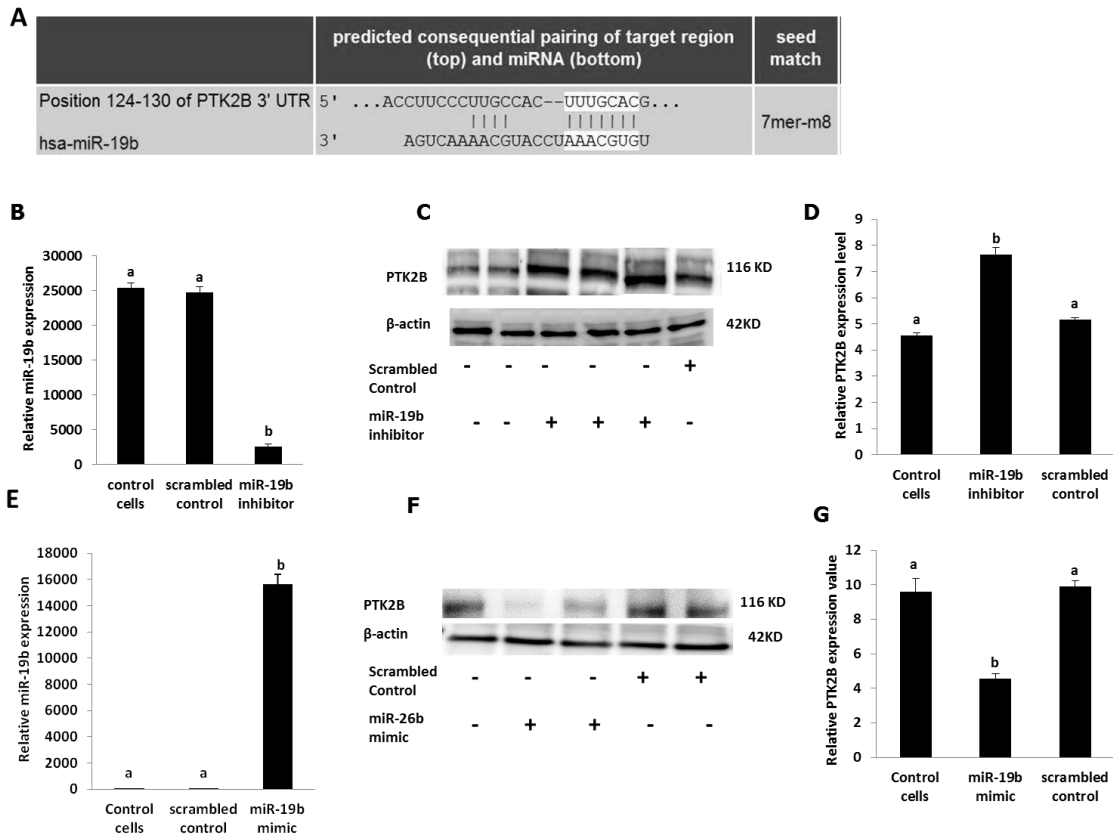 A
predicted consequential pairing of target region
(top) and miRNA (bottom)
seed
match
Position 124-130 of PTK2B 3' UTR
5' ...ACCUUCCCUUGCCAC--UUUGCACG...
hsa-miR-19b
3' AGUCAAAACGUACCUAAACGUGU
7mer-m8
B
Relative miR-19b expression
30000
25000
20000
15000
10000
5000
0
a
a
b
control
cells
scrambled
control
miR-19b
inhibitor
C
PTK2B
116 KD
β-actin
42KD
Scrambled
Control
- - - - - +
miR-19b
inhibitor
- - + + + -
D
Relative PTK2B expression level
9
8
7
6
5
4
3
2
1
0
a
b
a
Control
cells
miR-19b
inhibitor
scrambled
control
E
Relative miR-19b expression
18000
16000
14000
12000
10000
8000
6000
4000
2000
0
a
a
b
Control
cells
scrambled
control
miR-19b
mimic
F
PTK2B
116 KD
β-actin
42KD
Scrambled
Control
- - - + +
miR-26b
mimic
- + + - -
G
Relative PTK2B expression value
12
10
8
6
4
2
0
a
b
a
Control
cells
miR-19b
mimic
scrambled
control